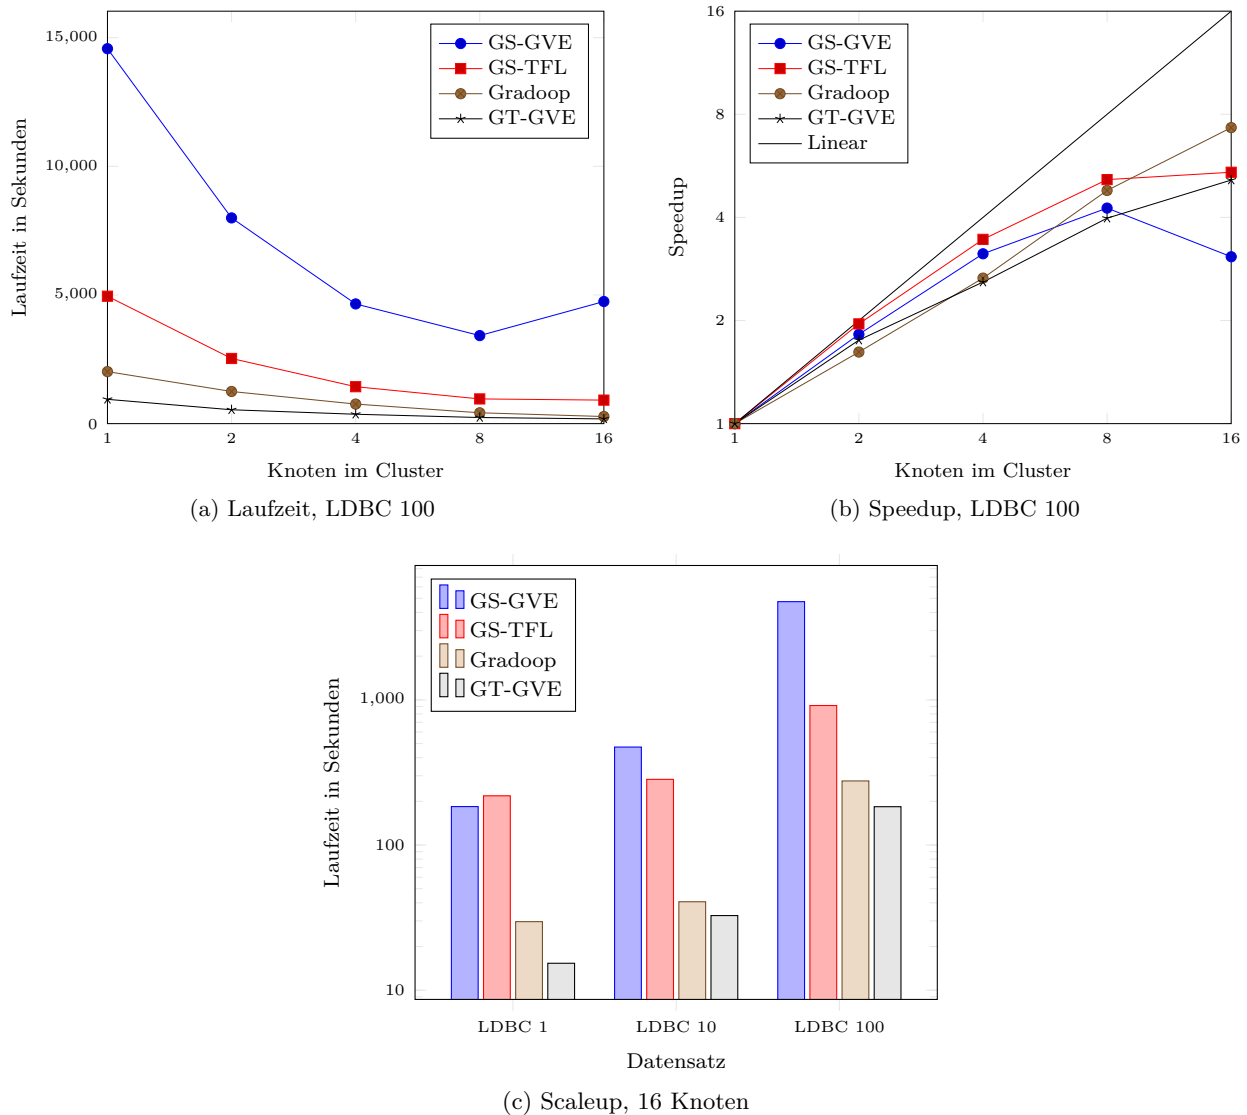 15,000
10,000
5,000
0
Laufzeit in Sekunden
1
2
4
8
16
Knoten im Cluster
GS-GVE
GS-TFL
Gradoop
GT-GVE
(a) Laufzeit, LDBC 100
16
8
4
2
1
Speedup
1
2
4
8
16
Knoten im Cluster
GS-GVE
GS-TFL
Gradoop
GT-GVE
Linear
(b) Speedup, LDBC 100
1,000
100
10
Laufzeit in Sekunden
GS-GVE
GS-TFL
Gradoop
GT-GVE
LDBC 1
LDBC 10
LDBC 100
Datensatz
(c) Scaleup, 16 Knoten